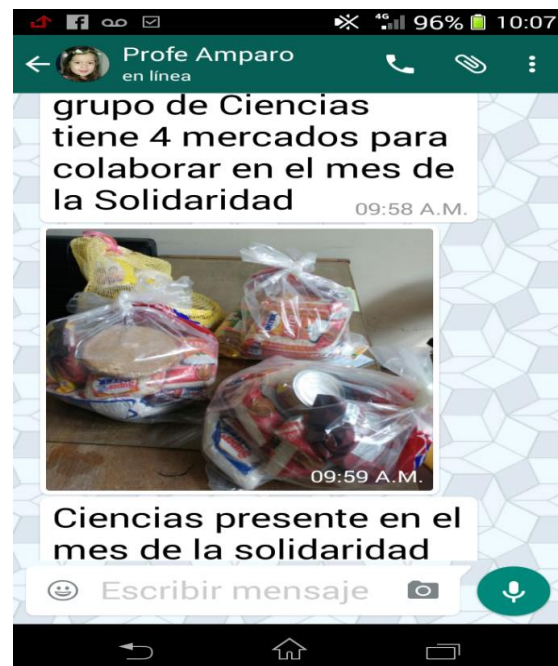 4G 96% 10:07
Profe Amparo
en línea
grupo de Ciencias
tiene 4 mercados para
colaborar en el mes de
la Solidaridad 09:58 A.M.
09:59 A.M.
Ciencias presente en el
mes de la solidaridad
Escribir mensaje